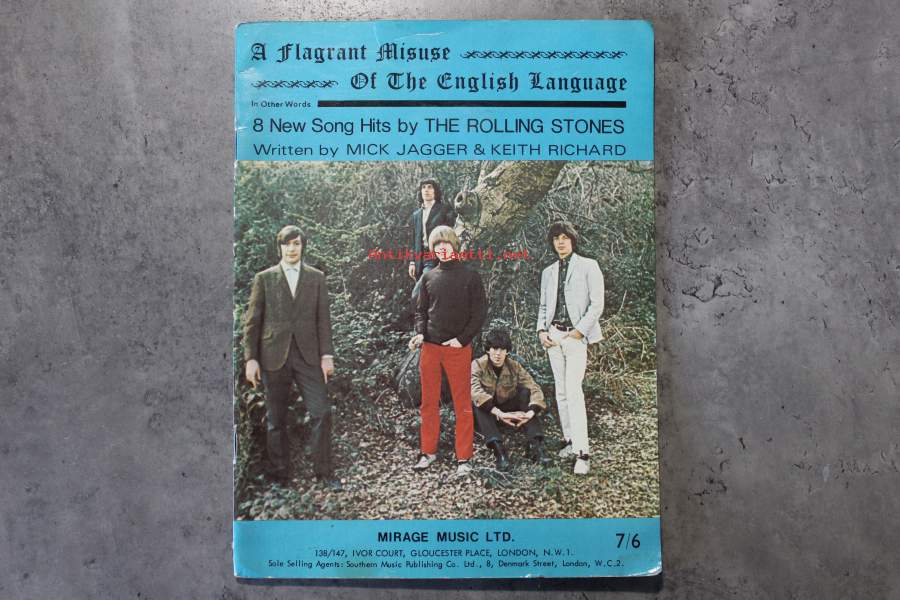 A Flagrant Misuse
Of The English Language
In Other Words
8 New Song Hits by THE ROLLING STONES
Written by MICK JAGGER & KEITH RICHARD
Antikvariaatti.net
MIRAGE MUSIC LTD.
7/6
138/147, IVOR COURT, GLOUCESTER PLACE, LONDON, N.W.1.
Sole Selling Agents: Southern Music Publishing Co. Ltd., 8, Denmark Street, London, W.C.2.